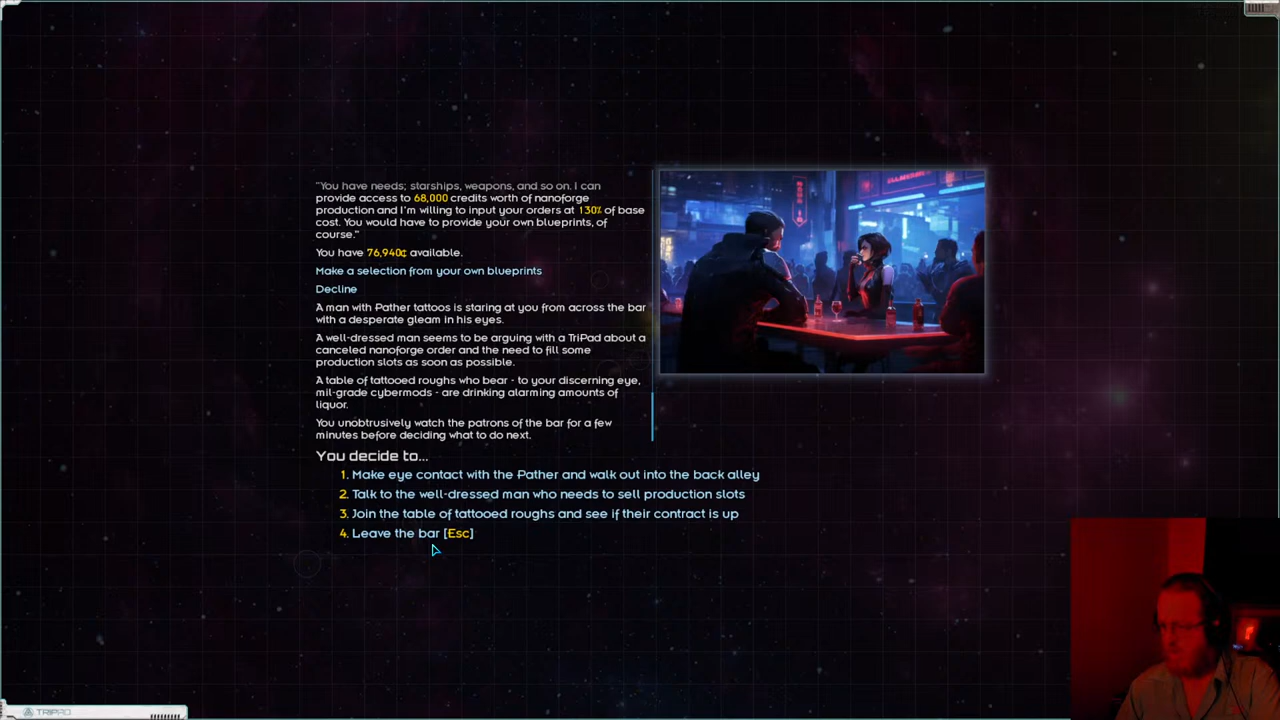 "You have needs; starships, weapons, and so on. I can
provide access to 68,000 credits worth of nanoforge
production and I'm willing to input your orders at 130% of base
cost. You would have to provide your own blueprints, of
course."
You have 76,940¢ available.
Make a selection from your own blueprints
Decline
A man with Pather tattoos is staring at you from across the bar
with a desperate gleam in his eyes.
A well-dressed man seems to be arguing with a TriPad about a
canceled nanoforge order and the need to fill some
production slots as soon as possible.
A table of tattooed roughs who bear - to your discerning eye,
mil-grade cybermods - are drinking alarming amounts of
liquor.
You unobtrusively watch the patrons of the bar for a few
minutes before deciding what to do next.
You decide to...
1. Make eye contact with the Pather and walk out into the back alley
2. Talk to the well-dressed man who needs to sell production slots
3. Join the table of tattooed roughs and see if their contract is up
4. Leave the bar [Esc]
TRIPAD